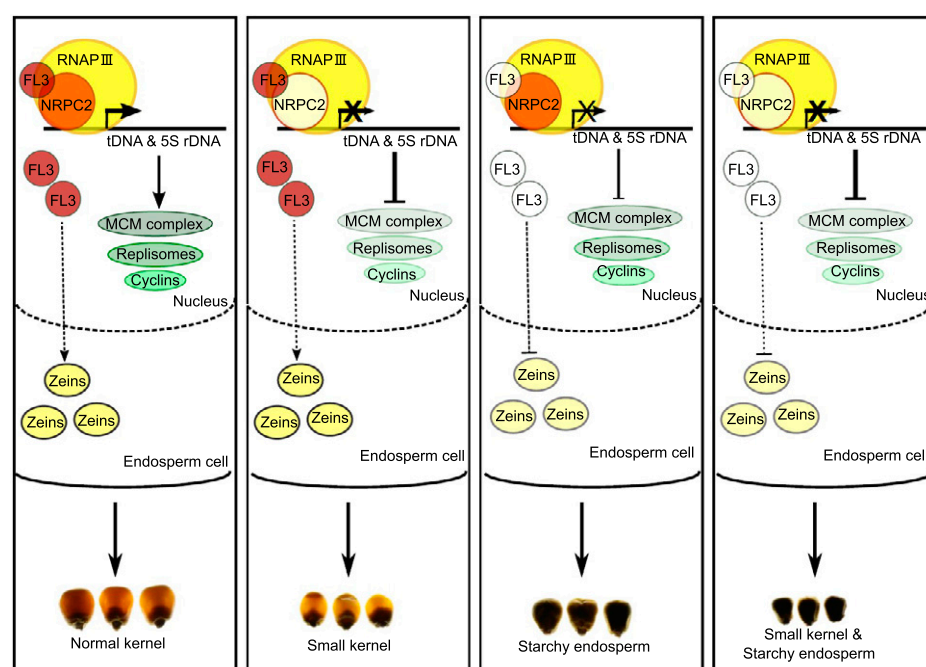 RNAPⅢ
FL3
NRPC2
tDNA & 5S rDNA
FL3
FL3
MCM complex
Replisomes
Cyclins
Nucleus
Zeins
Zeins
Zeins
Endosperm cell
Normal kernel
RNAPⅢ
FL3
NRPC2
tDNA & 5S rDNA
FL3
FL3
MCM complex
Replisomes
Cyclins
Nucleus
Zeins
Zeins
Zeins
Endosperm cell
Small kernel
RNAPⅢ
FL3
NRPC2
tDNA & 5S rDNA
FL3
FL3
MCM complex
Replisomes
Cyclins
Nucleus
Zeins
Zeins
Zeins
Endosperm cell
Starchy endosperm
RNAPⅢ
FL3
NRPC2
tDNA & 5S rDNA
FL3
FL3
MCM complex
Replisomes
Cyclins
Nucleus
Zeins
Zeins
Zeins
Endosperm cel
Small kernel &
Starchy endosperm